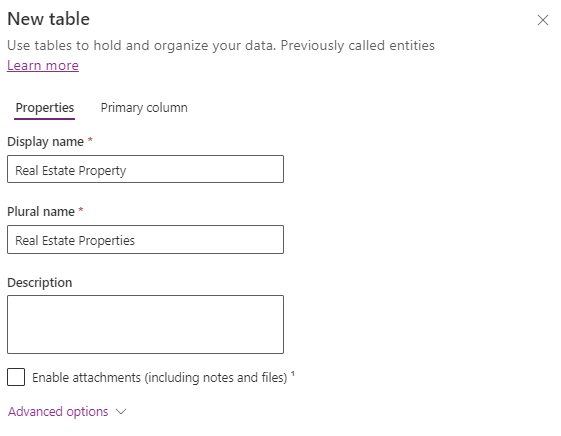 New table
Use tables to hold and organize your data. Previously called entities
Learn more
Properties Primary column
Display name *
Real Estate Property
Plural name *
Real Estate Properties
Description
Enable attachments (including notes and files) ¹
Advanced options